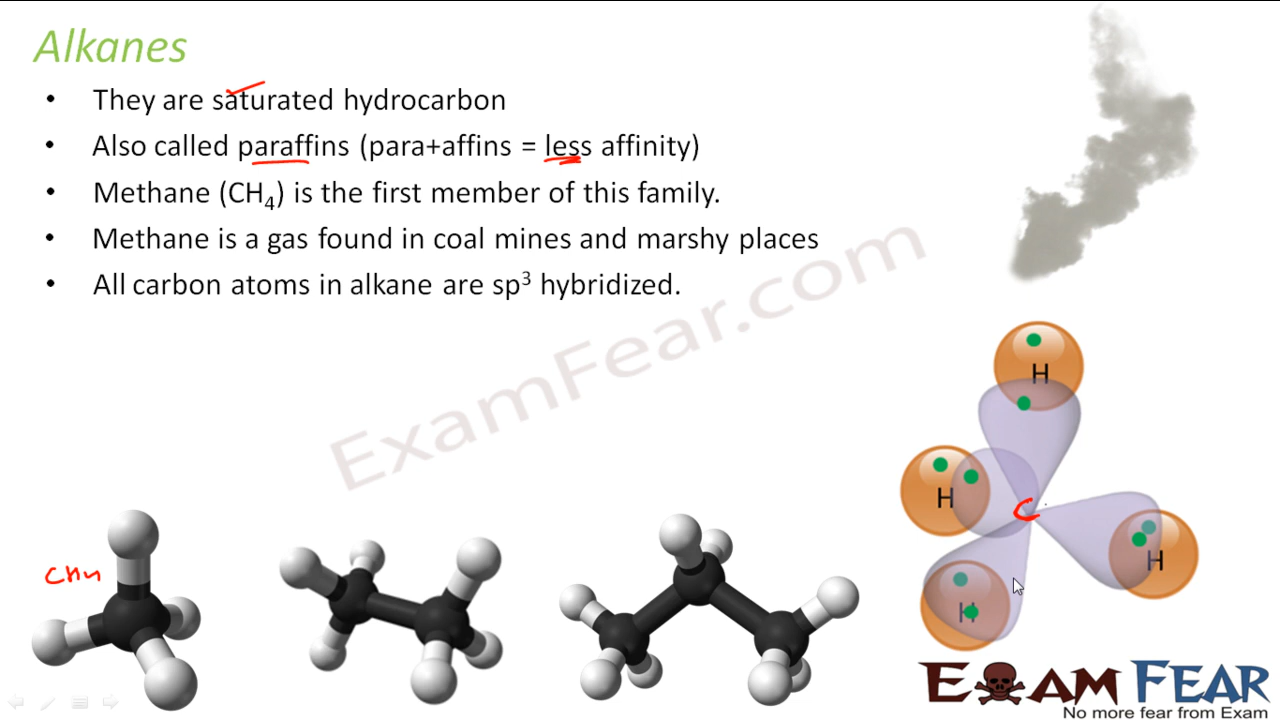 Alkanes
• They are saturated hydrocarbon
• Also called paraffins (para+affins = less affinity)
• Methane (CH₄) is the first member of this family.
• Methane is a gas found in coal mines and marshy places
• All carbon atoms in alkane are sp³ hybridized.
ExamFear.com
H
H
C
H
H
CH4
EXAM FEAR
No more fear from Exam